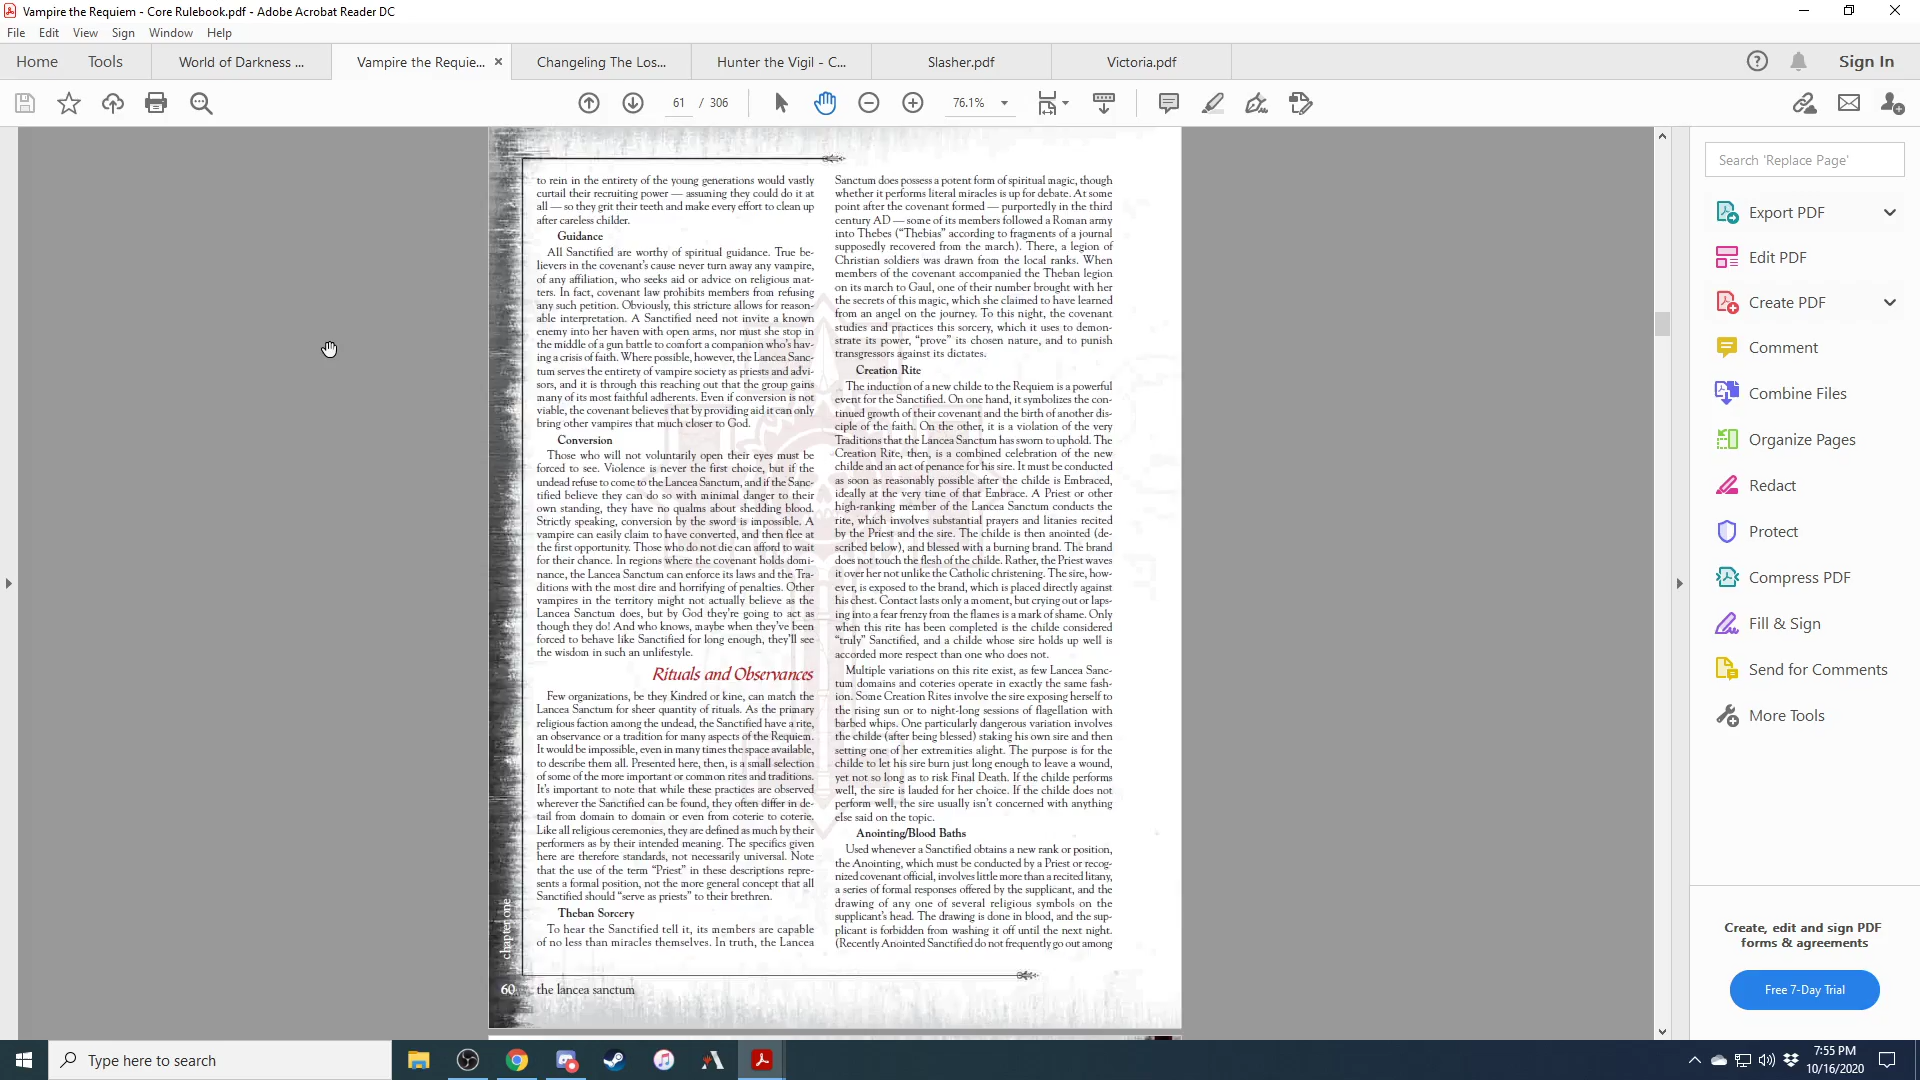 Vampire the Requiem - Core Rulebook.pdf - Adobe Acrobat Reader DC
File Edit View Sign Window Help
Home Tools World of Darkness ... Vampire the Requie... Changeling The Los... Hunter the Vigil - C... Slasher.pdf Victoria.pdf Sign In
61 / 306 76.1%
to rein in the entirety of the young generations would vastly
curtail their recruiting power — assuming they could do it at
all — so they grit their teeth and make every effort to clean up
after careless childer.
Guidance
All Sanctified are worthy of spiritual guidance. True be-
lievers in the covenant's cause never turn away any vampire,
of any affiliation, who seeks aid or advice on religious mat-
ters. In fact, covenant law prohibits members from refusing
any such petition. Obviously, this stricture allows for reason-
able interpretation. A Sanctified need not invite a known
enemy into her haven with open arms, nor must she stop in
the middle of a gun battle to comfort a companion who's hav-
ing a crisis of faith. Where possible, however, the Lancea Sanc-
tum serves the entirety of vampire society as priests and advi-
sors, and it is through this reaching out that the group gains
many of its most faithful adherents. Even if conversion is not
viable, the covenant believes that by providing aid it can only
bring other vampires that much closer to God.
Conversion
Those who will not voluntarily open their eyes must be
forced to see. Violence is never the first choice, but if the
undead refuse to come to the Lancea Sanctum, and if the Sanc-
tified believe they can do so with minimal danger to their
own standing, they have no qualms about shedding blood.
Strictly speaking, conversion by the sword is impossible. A
vampire can easily claim to have converted, and then flee at
the first opportunity. Those who do not die can afford to wait
for their chance. In regions where the covenant holds domi-
nance, the Lancea Sanctum can enforce its laws and the Tra-
ditions with the most dire and horrifying of penalties. Other
vampires in the territory might not actually believe as the
Lancea Sanctum does, but by God they're going to act as
though they do! And who knows, maybe when they've been
forced to behave like Sanctified for long enough, they'll see
the wisdom in such an unlifestyle.
Rituals and Observances
Few organizations, be they Kindred or kine, can match the
Lancea Sanctum for sheer quantity of rituals. As the primary
religious faction among the undead, the Sanctified have a rite,
an observance or a tradition for many aspects of the Requiem.
It would be impossible, even in many times the space available,
to describe them all. Presented here, then, is a small selection
of some of the more important or common rites and traditions.
It's important to note that while these practices are observed
wherever the Sanctified can be found, they often differ in de-
tail from domain to domain or even from coterie to coterie.
Like all religious ceremonies, they are defined as much by their
performers as by their intended meaning. The specifics given
here are therefore standards, not necessarily universal. Note
that the use of the term "Priest" in these descriptions repre-
sents a formal position, not the more general concept that all
Sanctified should "serve as priests" to their brethren.
Theban Sorcery
To hear the Sanctified tell it, its members are capable
of no less than miracles themselves. In truth, the Lancea
Sanctum does possess a potent form of spiritual magic, though
whether it performs literal miracles is up for debate. At some
point after the covenant formed — purportedly in the third
century AD — some of its members followed a Roman army
into Thebes ("Thebias" according to fragments of a journal
supposedly recovered from the march). There, a legion of
Christian soldiers was drawn from the local ranks. When
members of the covenant accompanied the Theban legion
on its march to Gaul, one of their number brought with her
the secrets of this magic, which she claimed to have learned
from an angel on the journey. To this night, the covenant
studies and practices this sorcery, which it uses to demon-
strate its power, "prove" its chosen nature, and to punish
transgressors against its dictates.
Creation Rite
The induction of a new childe to the Requiem is a powerful
event for the Sanctified. On one hand, it symbolizes the con-
tinued growth of their covenant and the birth of another dis-
ciple of the faith. On the other, it is a violation of the very
Traditions that the Lancea Sanctum has sworn to uphold. The
Creation Rite, then, is a combined celebration of the new
childe and an act of penance for his sire. It must be conducted
as soon as reasonably possible after the childe is Embraced,
ideally at the very time of that Embrace. A Priest or other
high-ranking member of the Lancea Sanctum conducts the
rite, which involves substantial prayers and litanies recited
by the Priest and the sire. The childe is then anointed (de-
scribed below), and blessed with a burning brand. The brand
does not touch the flesh of the childe. Rather, the Priest waves
it over her not unlike the Catholic christening. The sire, how-
ever, is exposed to the brand, which is placed directly against
his chest. Contact lasts only a moment, but crying out or laps-
ing into a fear frenzy from the flames is a mark of shame. Only
when this rite has been completed is the childe considered
"truly" Sanctified, and a childe whose sire holds up well is
accorded more respect than one who does not.
Multiple variations on this rite exist, as few Lancea Sanc-
tum domains and coteries operate in exactly the same fash-
ion. Some Creation Rites involve the sire exposing herself to
the rising sun or to night-long sessions of flagellation with
barbed whips. One particularly dangerous variation involves
the childe (after being blessed) staking his own sire and then
setting one of her extremities alight. The purpose is for the
childe to let his sire burn just long enough to leave a wound,
yet not so long as to risk Final Death. If the childe performs
well, the sire is lauded for her choice. If the childe does not
perform well, the sire usually isn't concerned with anything
else said on the topic.
Anointing/Blood Baths
Used whenever a Sanctified obtains a new rank or position,
the Anointing, which must be conducted by a Priest or recog-
nized covenant official, involves little more than a recited litany,
a series of formal responses offered by the supplicant, and the
drawing of any one of several religious symbols on the
supplicant's head. The drawing is done in blood, and the sup-
plicant is forbidden from washing it off until the next night.
(Recently Anointed Sanctified do not frequently go out among
chapter one
60 the lancea sanctum
Search 'Replace Page'
Export PDF
Edit PDF
Create PDF
Comment
Combine Files
Organize Pages
Redact
Protect
Compress PDF
Fill & Sign
Send for Comments
More Tools
Create, edit and sign PDF
forms & agreements
Free 7-Day Trial
Type here to search
7:55 PM
10/16/2020